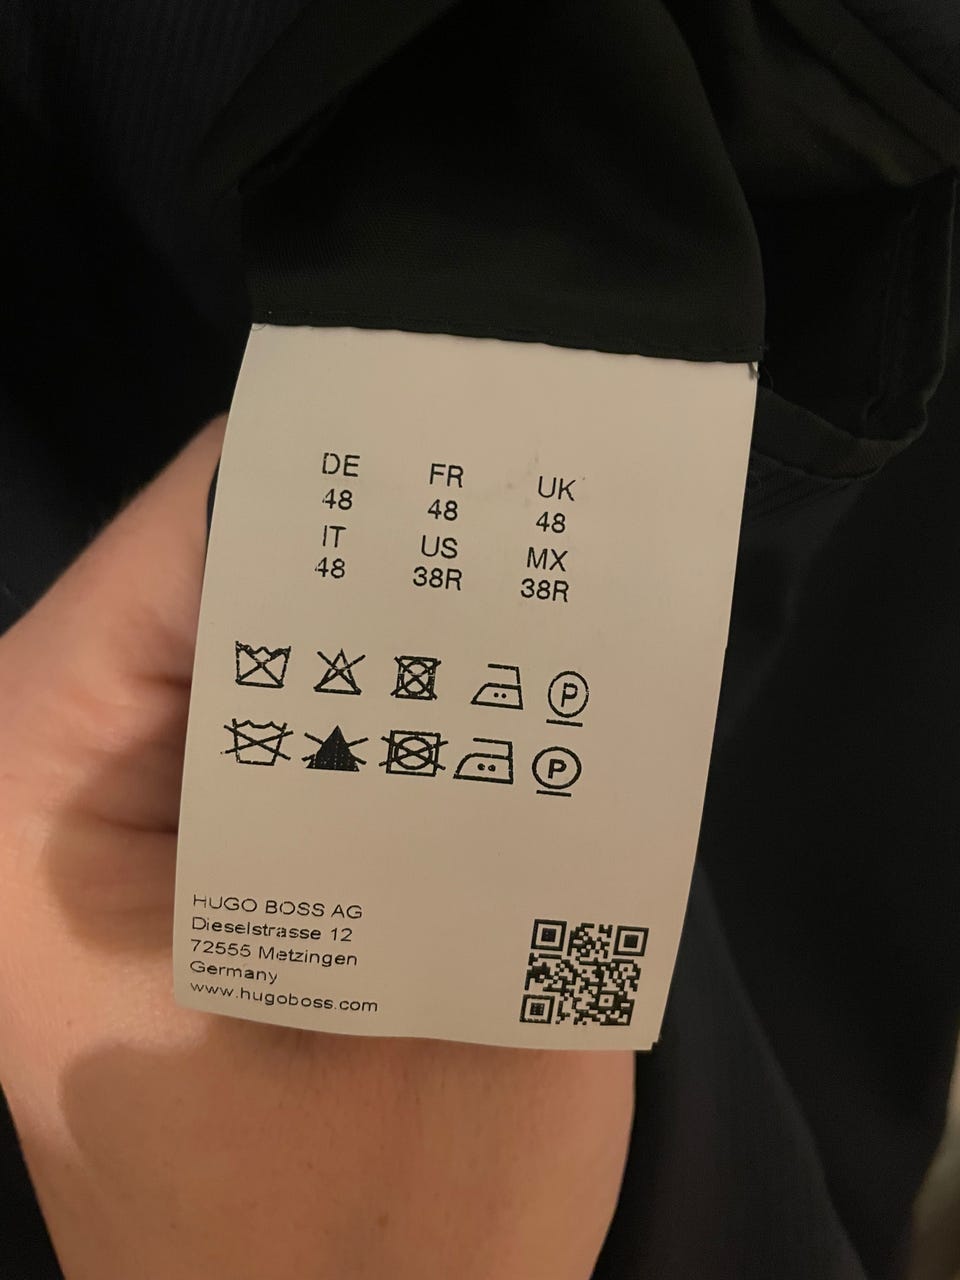 DE FR UK
48 48 48
IT US MX
48 38R 38R
P
P
HUGO BOSS AG
Dieselstrasse 12
72555 Metzingen
Germany
www.hugoboss.com